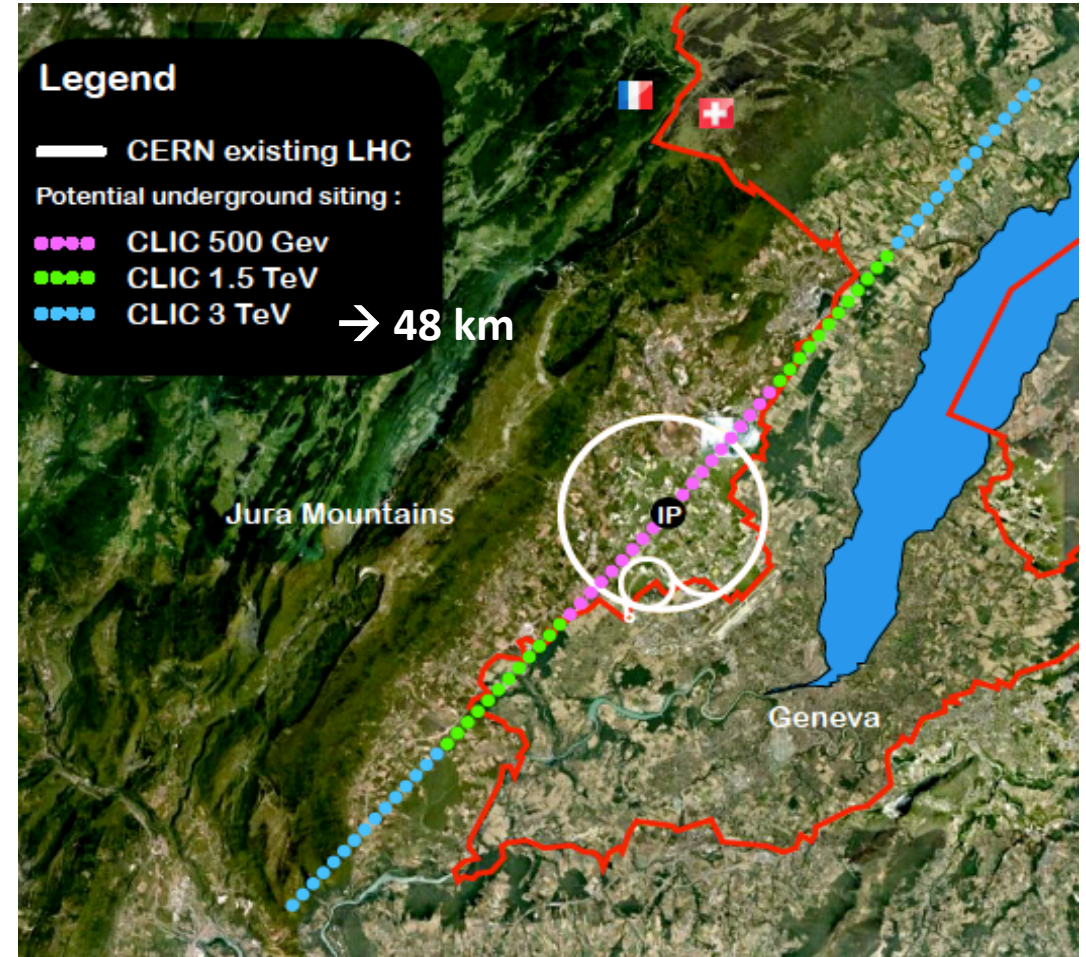 Legend
CERN existing LHC
Potential underground siting :
CLIC 500 Gev
CLIC 1.5 TeV
CLIC 3 TeV
→ 48 km
Jura Mountains
IP
Geneva